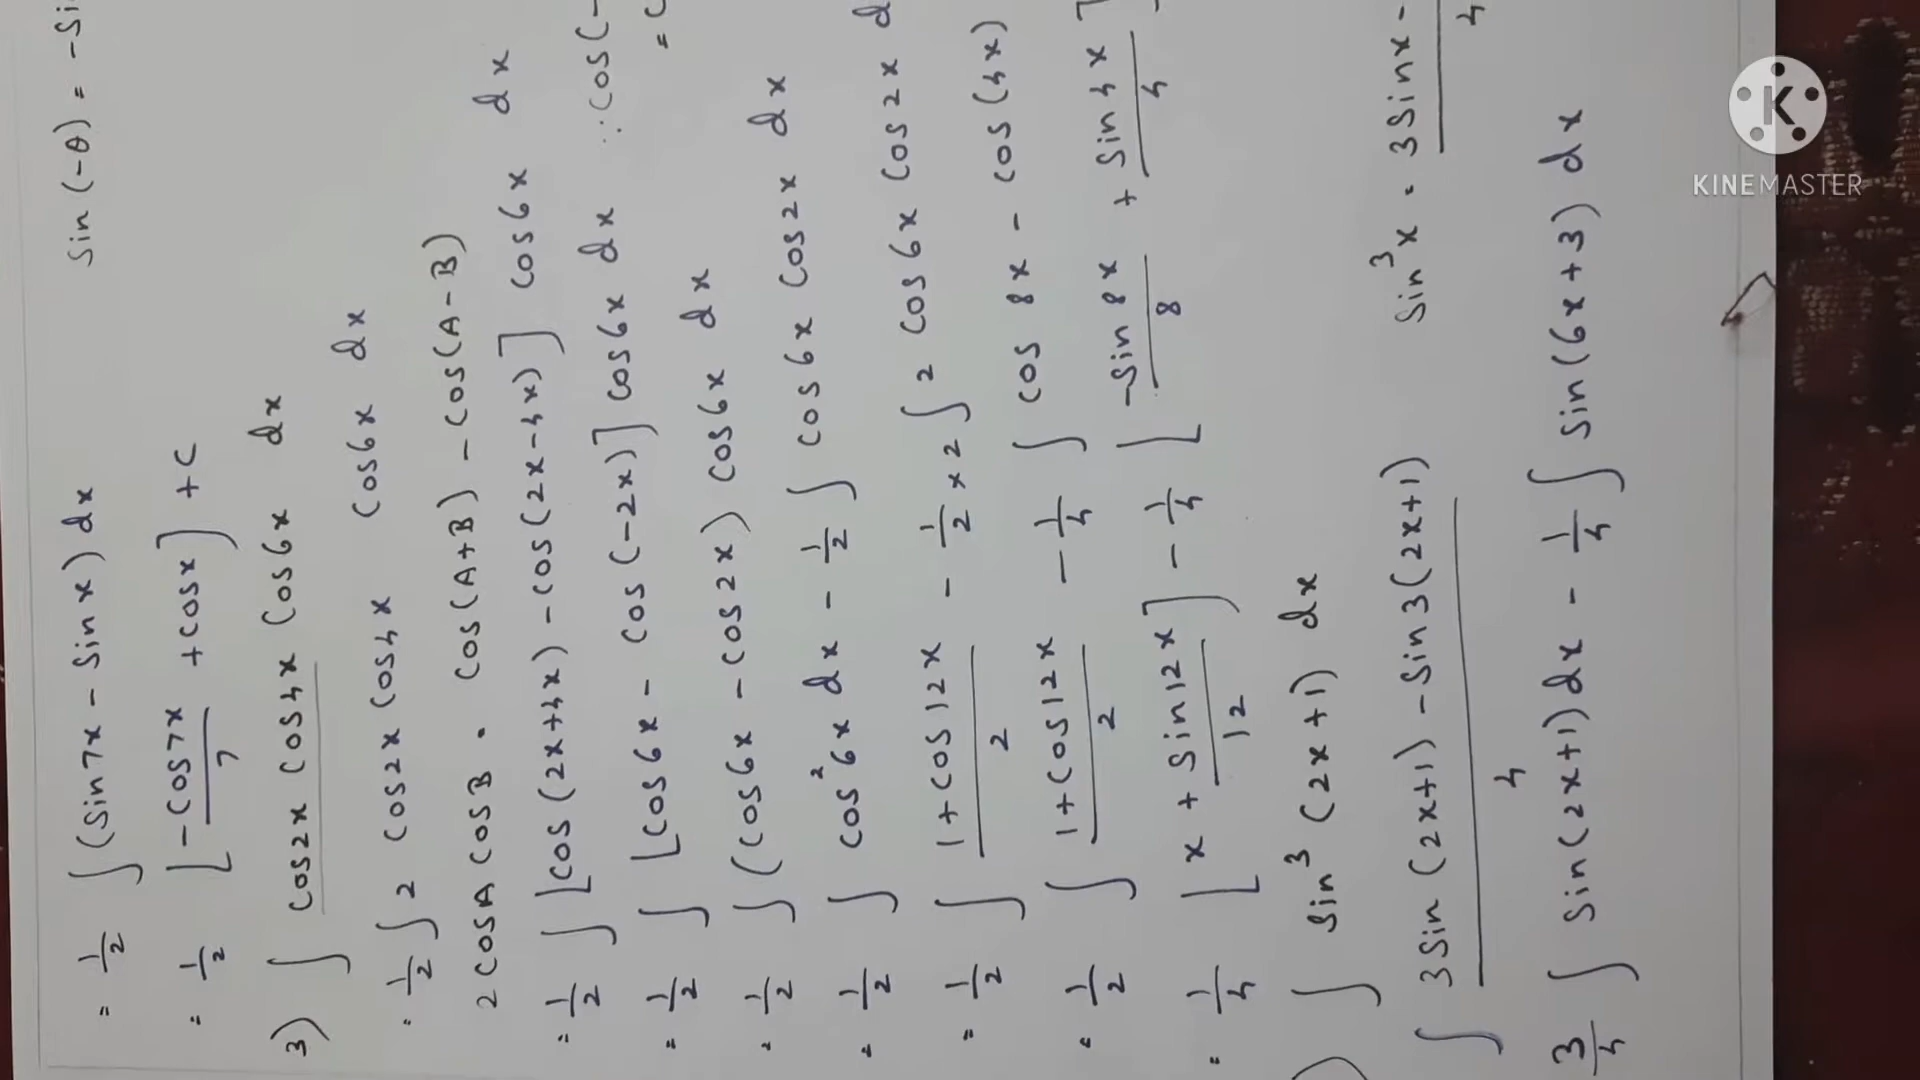 Sin(-θ) = -Si
= 1/2 ∫ (Sin7x - Sinx) dx
= 1/2 [ -cos7x/7 + cosx ] + c
3) ∫ cos2x cos4x cos6x dx
= 1/2 ∫ 2 cos2x cos4x cos6x dx
2cosA cosB = cos(A+B) - cos(A-B)
= 1/2 ∫ [cos(2x+4x) - cos(2x-4x)] cos6x dx
= 1/2 ∫ [cos6x - cos(-2x)] cos6x dx ∵ cos(-
= c
= 1/2 ∫ (cos6x - cos2x) cos6x dx
= 1/2 ∫ cos²6x dx - 1/2 ∫ cos6x cos2x dx
= 1/2 ∫ 1+cos12x/2 - 1/2×2 ∫ 2 cos6x cos2x d
= 1/2 ∫ 1+cos12x/2 - 1/4 ∫ cos 8x - cos(4x)
= 1/4 [ x + sin12x/12 ] - 1/4 [ -sin8x/8 + sin4x/4 ]
) ∫ sin³(2x+1) dx
sin³x = 3sinx - /4
∫ 3sin(2x+1) - sin3(2x+1)/4
3/4 ∫ sin(2x+1) dx - 1/4 ∫ sin(6x+3) dx
K
KINEMASTER